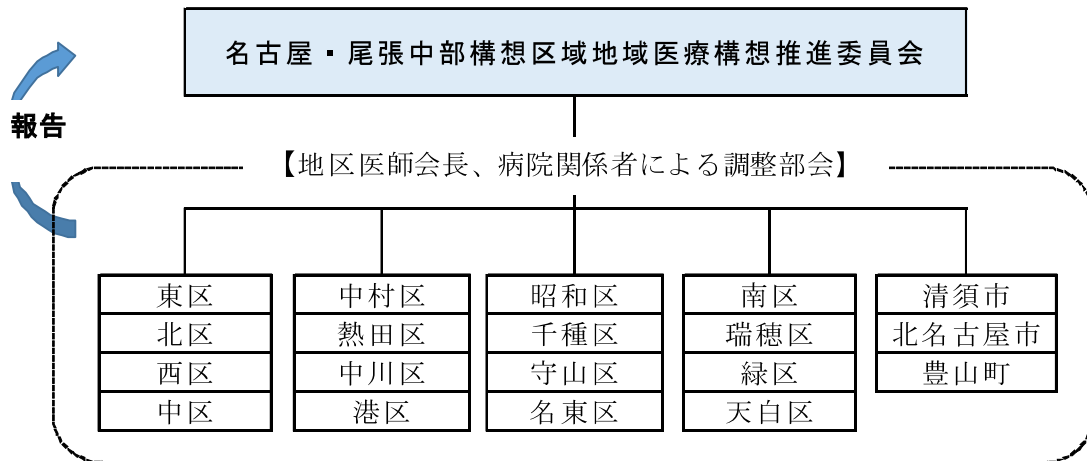 名古屋・尾張中部構想区域地域医療構想推進委員会
報告
【地区医師会長、病院関係者による調整部会】
東区
北区
西区
中区
中村区
熱田区
中川区
港区
昭和区
千種区
守山区
名東区
南区
瑞穂区
緑区
天白区
清須市
北名古屋市
豊山町